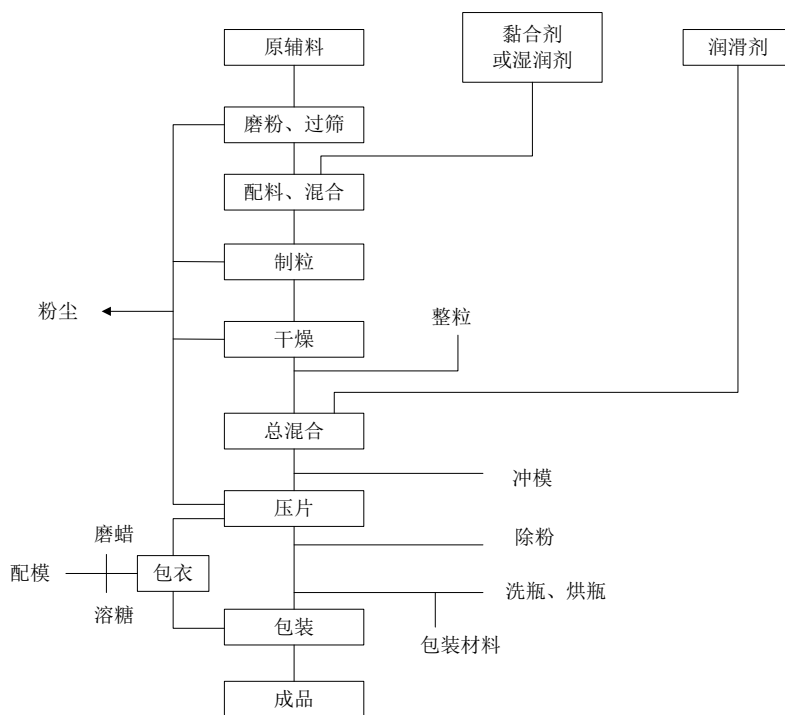 原辅料
黏合剂
或湿润剂
润滑剂
磨粉、过筛
配料、混合
制粒
粉尘
整粒
干燥
总混合
冲模
压片
磨蜡
除粉
配模
包衣
洗瓶、烘瓶
溶糖
包装
包装材料
成品